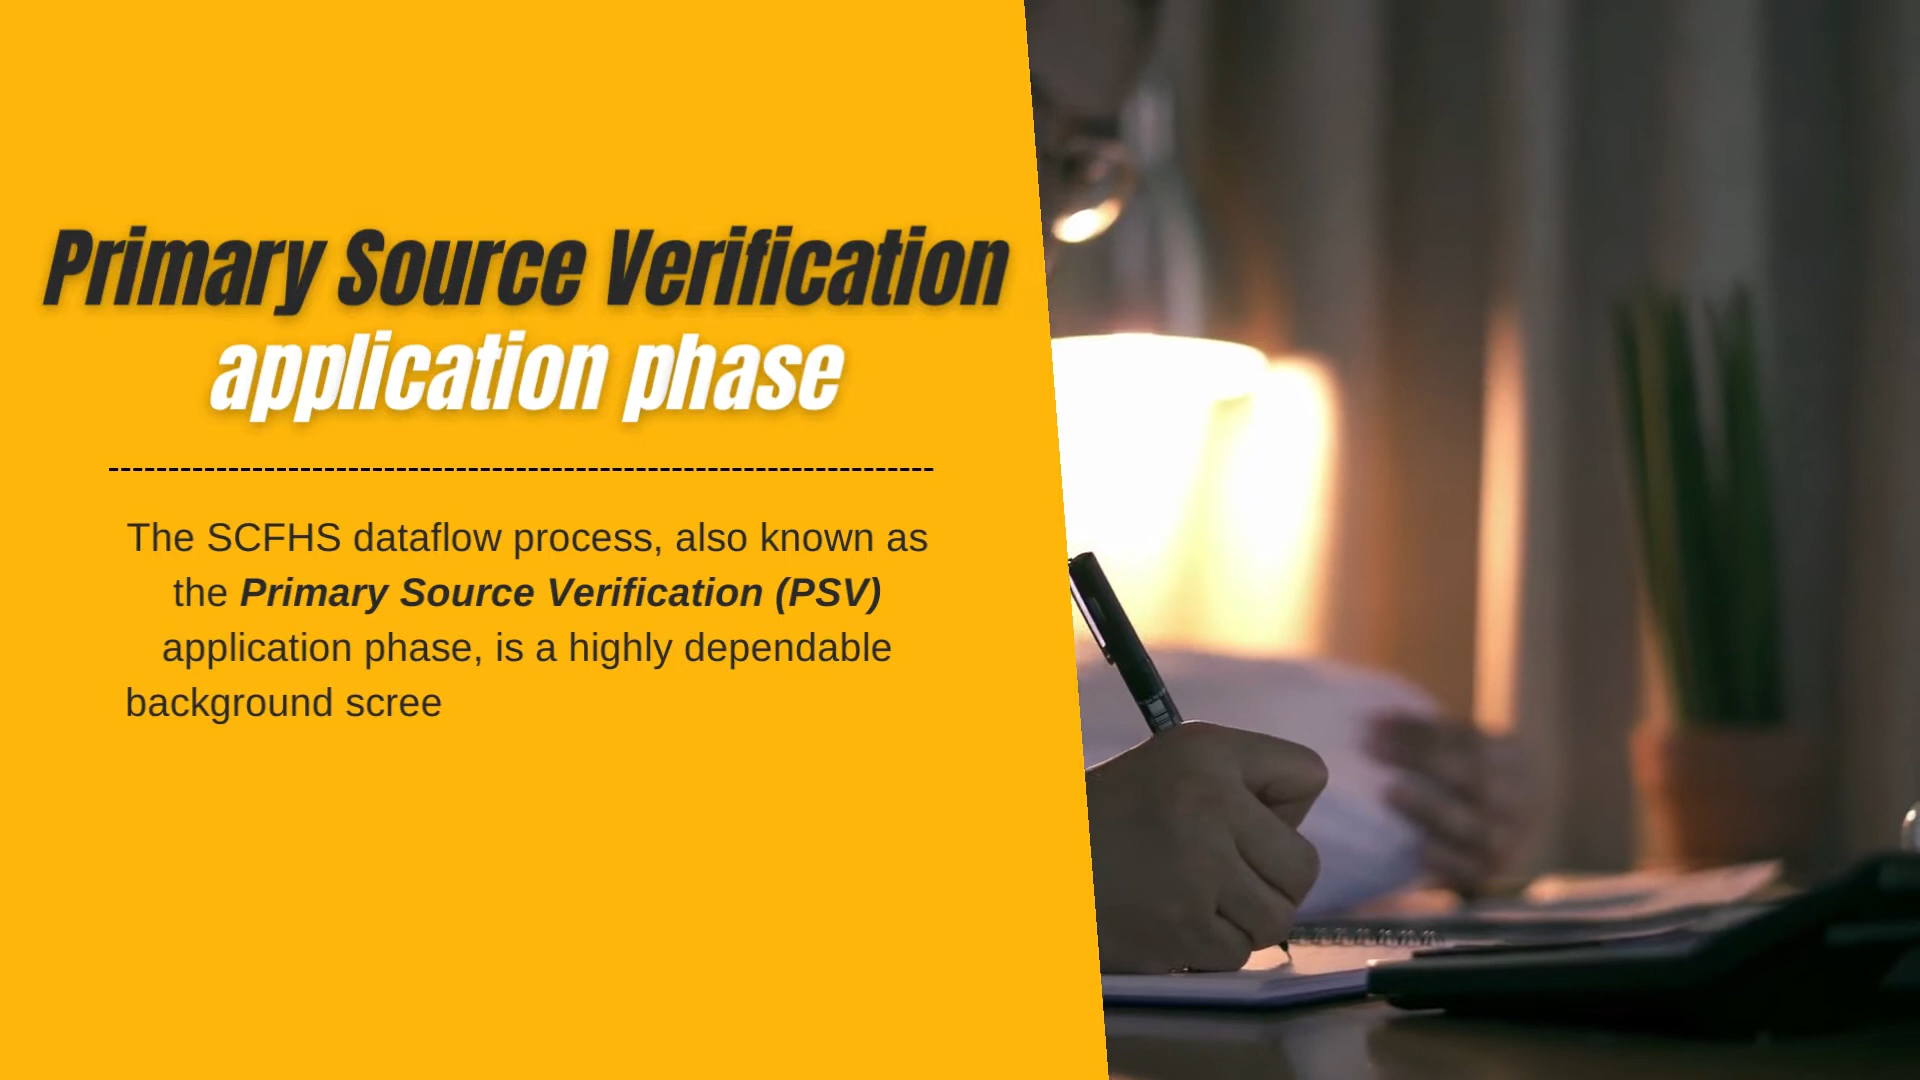 Primary Source Verification
application phase
The SCFHS dataflow process, also known as
the Primary Source Verification (PSV)
application phase, is a highly dependable
background scree